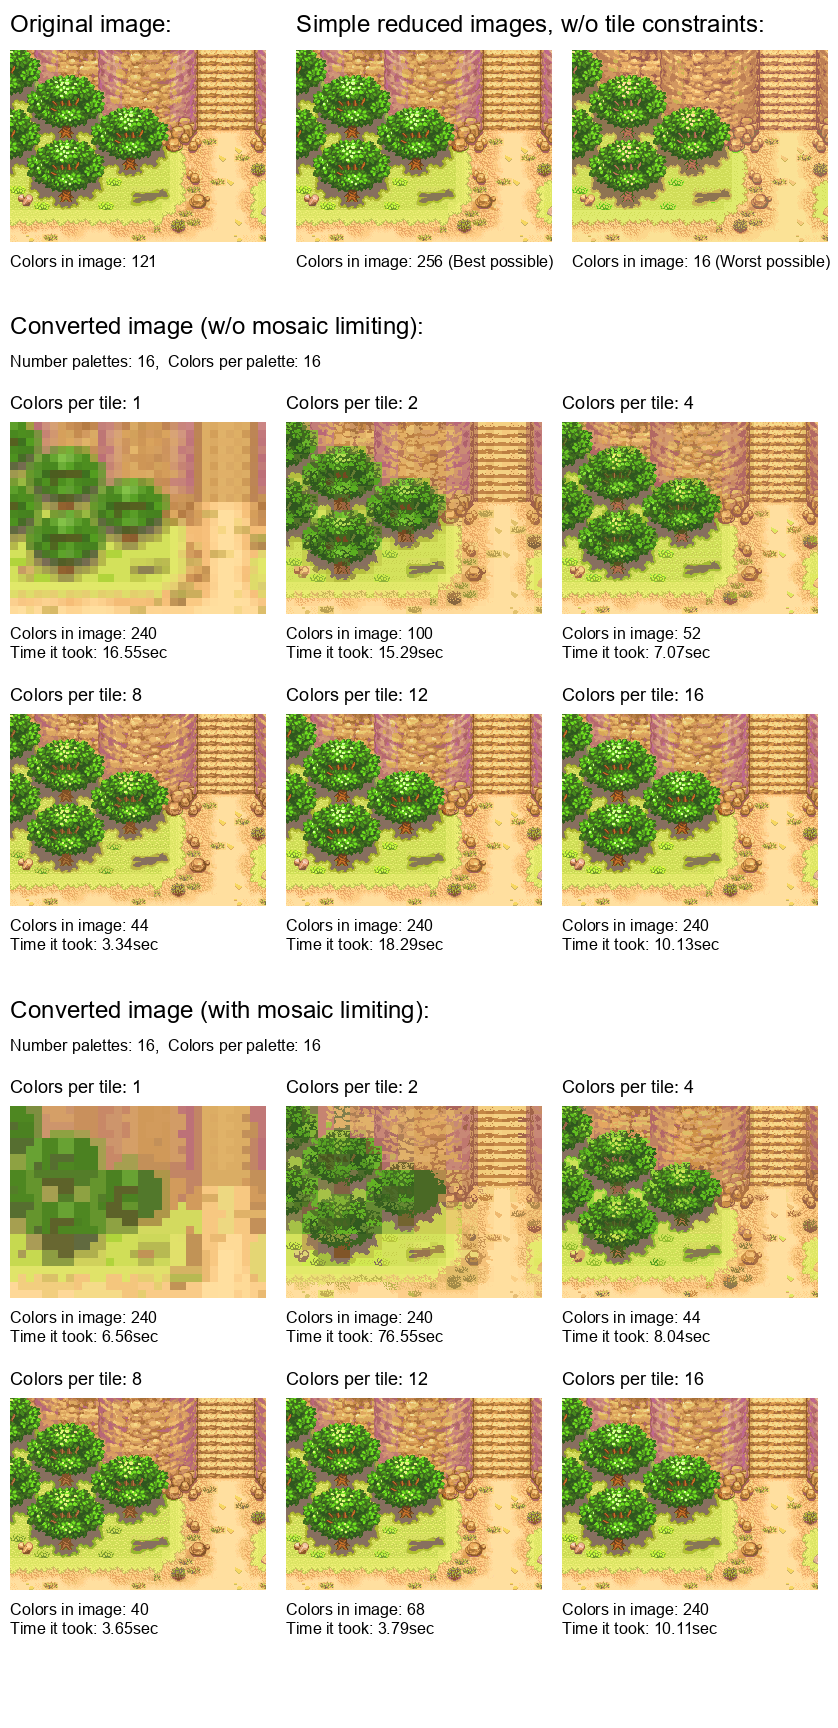 Original image:
Simple reduced images, w/o tile constraints:
Colors in image: 121
Colors in image: 256 (Best possible)
Colors in image: 16 (Worst possible)
Converted image (w/o mosaic limiting):
Number palettes: 16,  Colors per palette: 16
Colors per tile: 1
Colors per tile: 2
Colors per tile: 4
Colors in image: 240
Time it took: 16.55sec
Colors in image: 100
Time it took: 15.29sec
Colors in image: 52
Time it took: 7.07sec
Colors per tile: 8
Colors per tile: 12
Colors per tile: 16
Colors in image: 44
Time it took: 3.34sec
Colors in image: 240
Time it took: 18.29sec
Colors in image: 240
Time it took: 10.13sec
Converted image (with mosaic limiting):
Number palettes: 16,  Colors per palette: 16
Colors per tile: 1
Colors per tile: 2
Colors per tile: 4
Colors in image: 240
Time it took: 6.56sec
Colors in image: 240
Time it took: 76.55sec
Colors in image: 44
Time it took: 8.04sec
Colors per tile: 8
Colors per tile: 12
Colors per tile: 16
Colors in image: 40
Time it took: 3.65sec
Colors in image: 68
Time it took: 3.79sec
Colors in image: 240
Time it took: 10.11sec